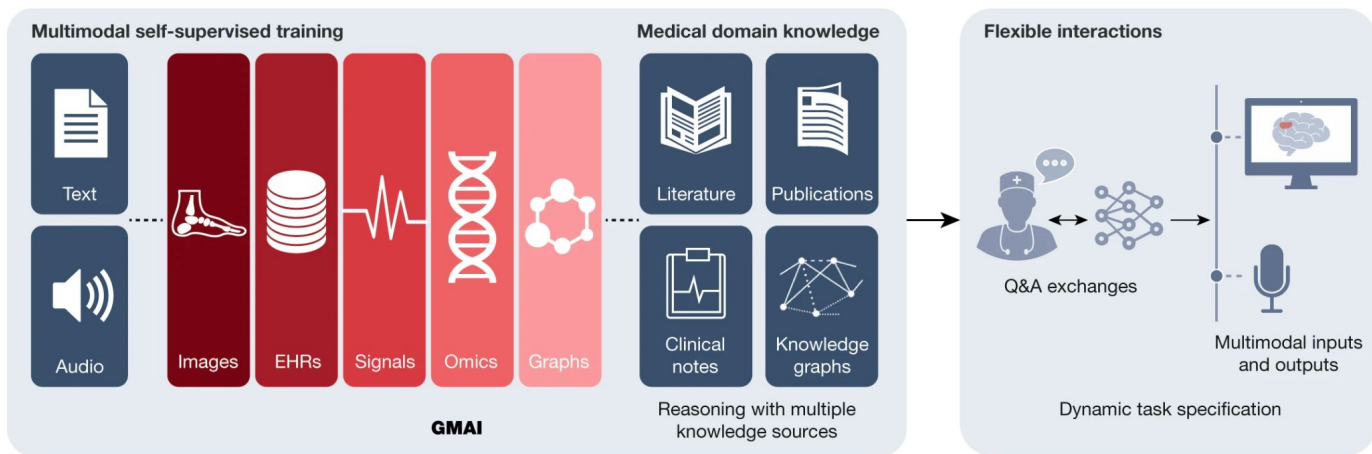 Multimodal self-supervised training
Text
Audio
Images
EHRs
Signals
Omics
Graphs
GMAI
Medical domain knowledge
Literature
Publications
Clinical
notes
Knowledge
graphs
Reasoning with multiple
knowledge sources
Flexible interactions
Q&A exchanges
Multimodal inputs
and outputs
Dynamic task specification